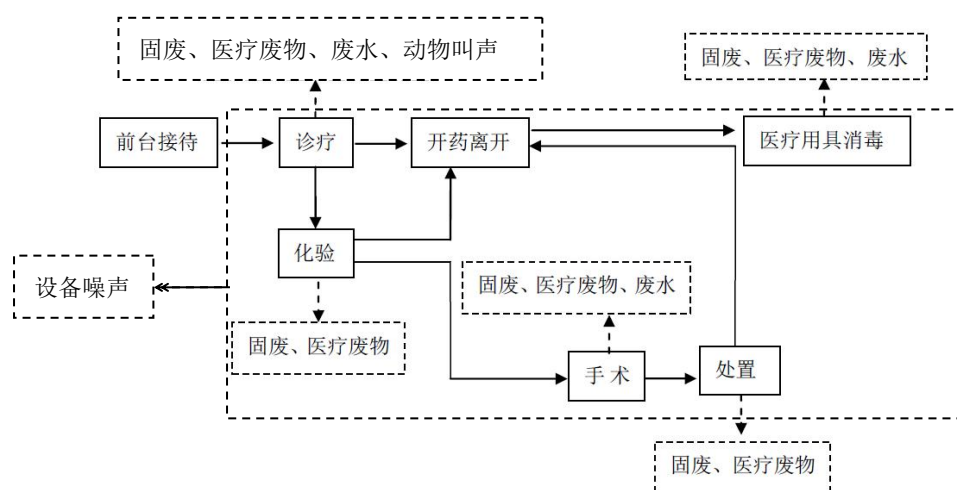 固废、医疗废物、废水、动物叫声
固废、医疗废物、废水
前台接待
诊疗
开药离开
医疗用具消毒
化验
设备噪声
固废、医疗废物、废水
固废、医疗废物
手 术
处置
固废、医疗废物